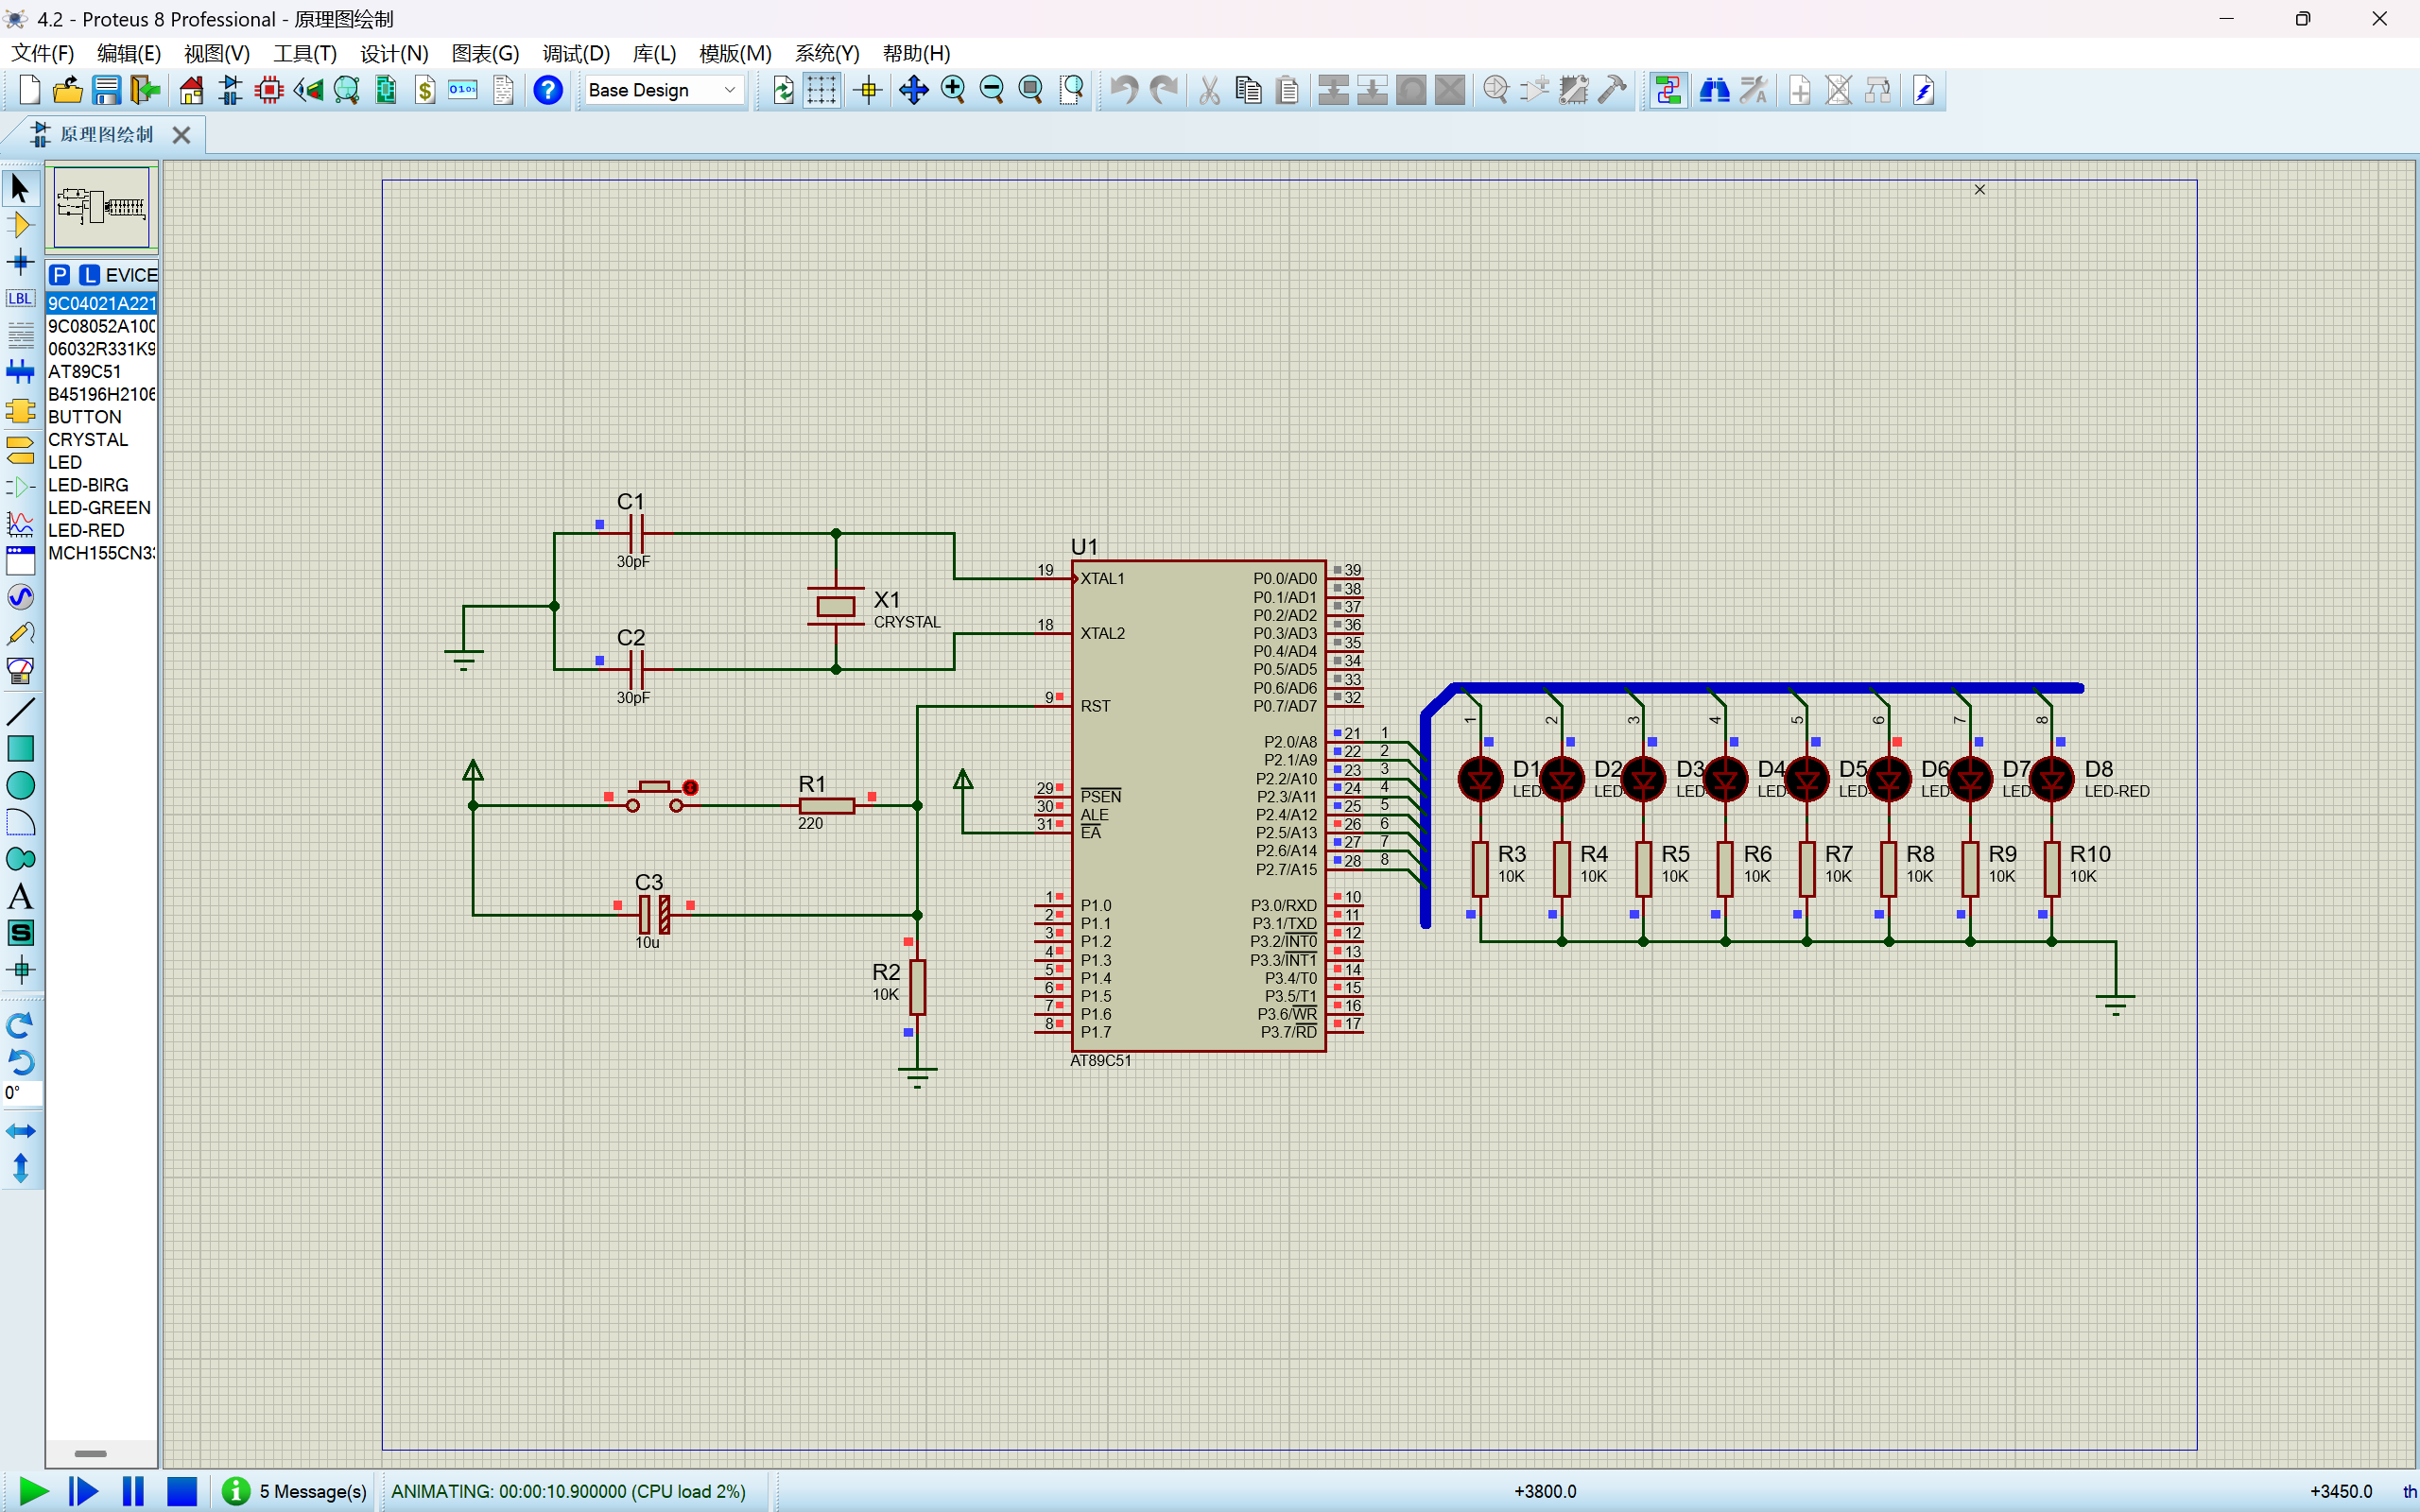 4.2 - Proteus 8 Professional - 原理图绘制
文件(F) 编辑(E) 视图(V) 工具(T) 设计(N) 图表(G) 调试(D) 库(L) 模版(M) 系统(Y) 帮助(H)
Base Design
原理图绘制
P L EVICE
LBL
9C04021A221
9C08052A100
06032R331K9
AT89C51
B45196H2106
BUTTON
CRYSTAL
LED
LED-BIRG
LED-GREEN
LED-RED
MCH155CN3
0°
C1
30pF
C2
30pF
X1
CRYSTAL
R1
220
C3
10u
R2
10K
U1
19 XTAL1
18 XTAL2
9 RST
29 PSEN
30 ALE
31 EA
1 P1.0
2 P1.1
3 P1.2
4 P1.3
5 P1.4
6 P1.5
7 P1.6
8 P1.7
P0.0/AD0 39
P0.1/AD1 38
P0.2/AD2 37
P0.3/AD3 36
P0.4/AD4 35
P0.5/AD5 34
P0.6/AD6 33
P0.7/AD7 32
P2.0/A8 21 1
P2.1/A9 22 2
P2.2/A10 23 3
P2.3/A11 24 4
P2.4/A12 25 5
P2.5/A13 26 6
P2.6/A14 27 7
P2.7/A15 28 8
P3.0/RXD 10
P3.1/TXD 11
P3.2/INT0 12
P3.3/INT1 13
P3.4/T0 14
P3.5/T1 15
P3.6/WR 16
P3.7/RD 17
AT89C51
1 2 3 4 5 6 7 8
D1 D2 D3 D4 D5 D6 D7 D8
LED- LED- LED- LED- LED- LED- LED- LED-RED
R3 R4 R5 R6 R7 R8 R9 R10
10K 10K 10K 10K 10K 10K 10K 10K
5 Message(s) ANIMATING: 00:00:10.900000 (CPU load 2%) +3800.0 +3450.0 th